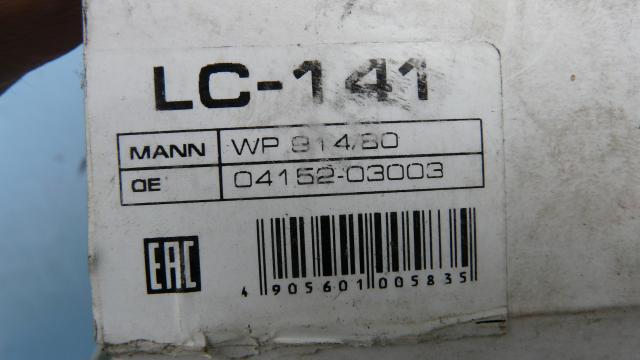 LC-141
MANN WP 914/80
OE 04152-03003
EAC
4 905601 005835